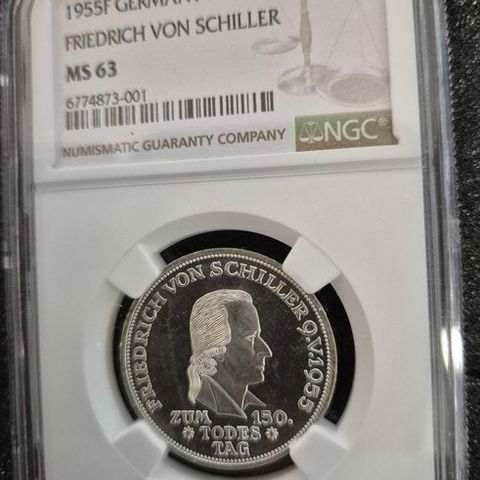 1955F GERMANY
FRIEDRICH VON SCHILLER
MS 63
6774873-001
NUMISMATIC GUARANTY COMPANY
NGC®
FRIEDRICH VON SCHILLER 9.V.1955
ZUM 150.
TODES
TAG